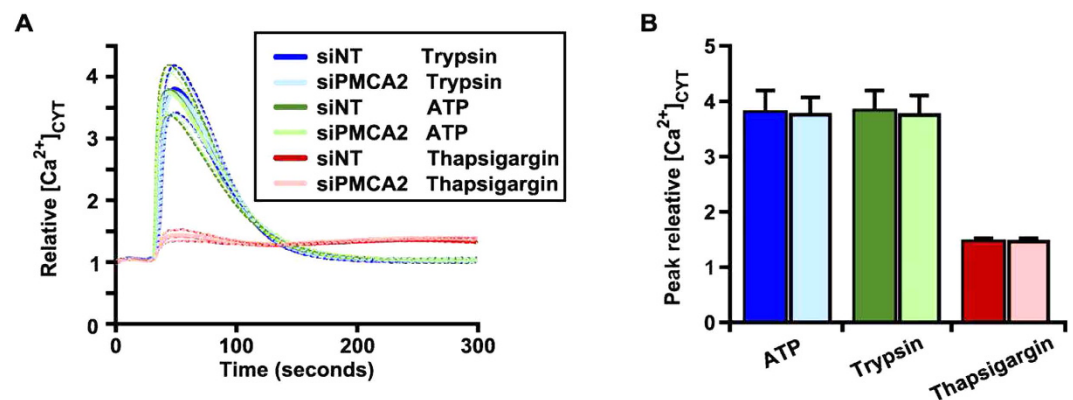 A
Relative [Ca2+]CYT
4
3
2
1
0
0 100 200 300
Time (seconds)
siNT Trypsin
siPMCA2 Trypsin
siNT ATP
siPMCA2 ATP
siNT Thapsigargin
siPMCA2 Thapsigargin
B
Peak releative [Ca2+]CYT
5
4
3
2
1
0
ATP Trypsin Thapsigargin